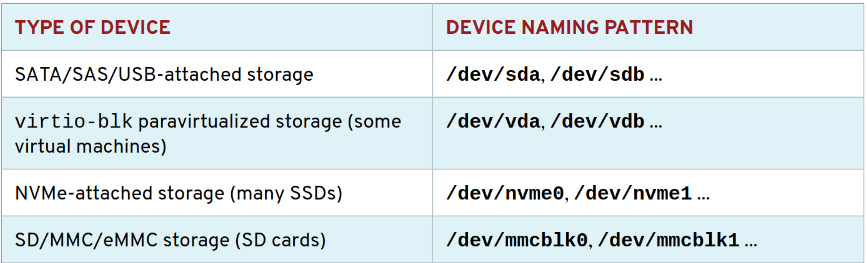 TYPE OF DEVICE
DEVICE NAMING PATTERN
SATA/SAS/USB-attached storage
/dev/sda, /dev/sdb ...
virtio-blk paravirtualized storage (some
virtual machines)
/dev/vda, /dev/vdb ...
NVMe-attached storage (many SSDs)
/dev/nvme0, /dev/nvme1 ...
SD/MMC/eMMC storage (SD cards)
/dev/mmcblk0, /dev/mmcblk1 ...